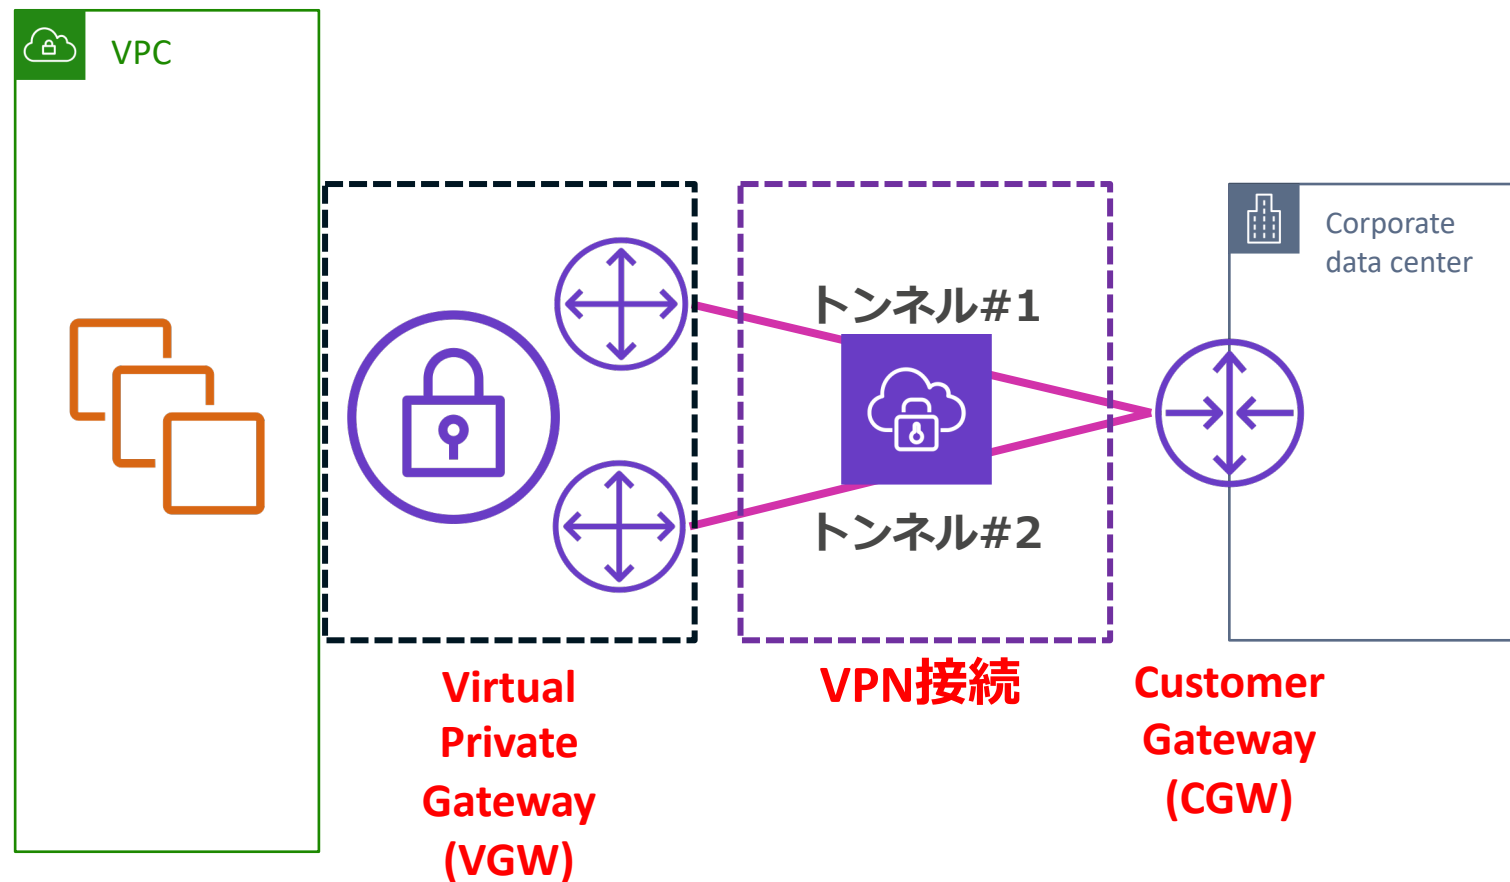 VPC
Corporate
data center
トンネル#1
トンネル#2
Virtual
Private
Gateway
(VGW)
VPN接続
Customer
Gateway
(CGW)